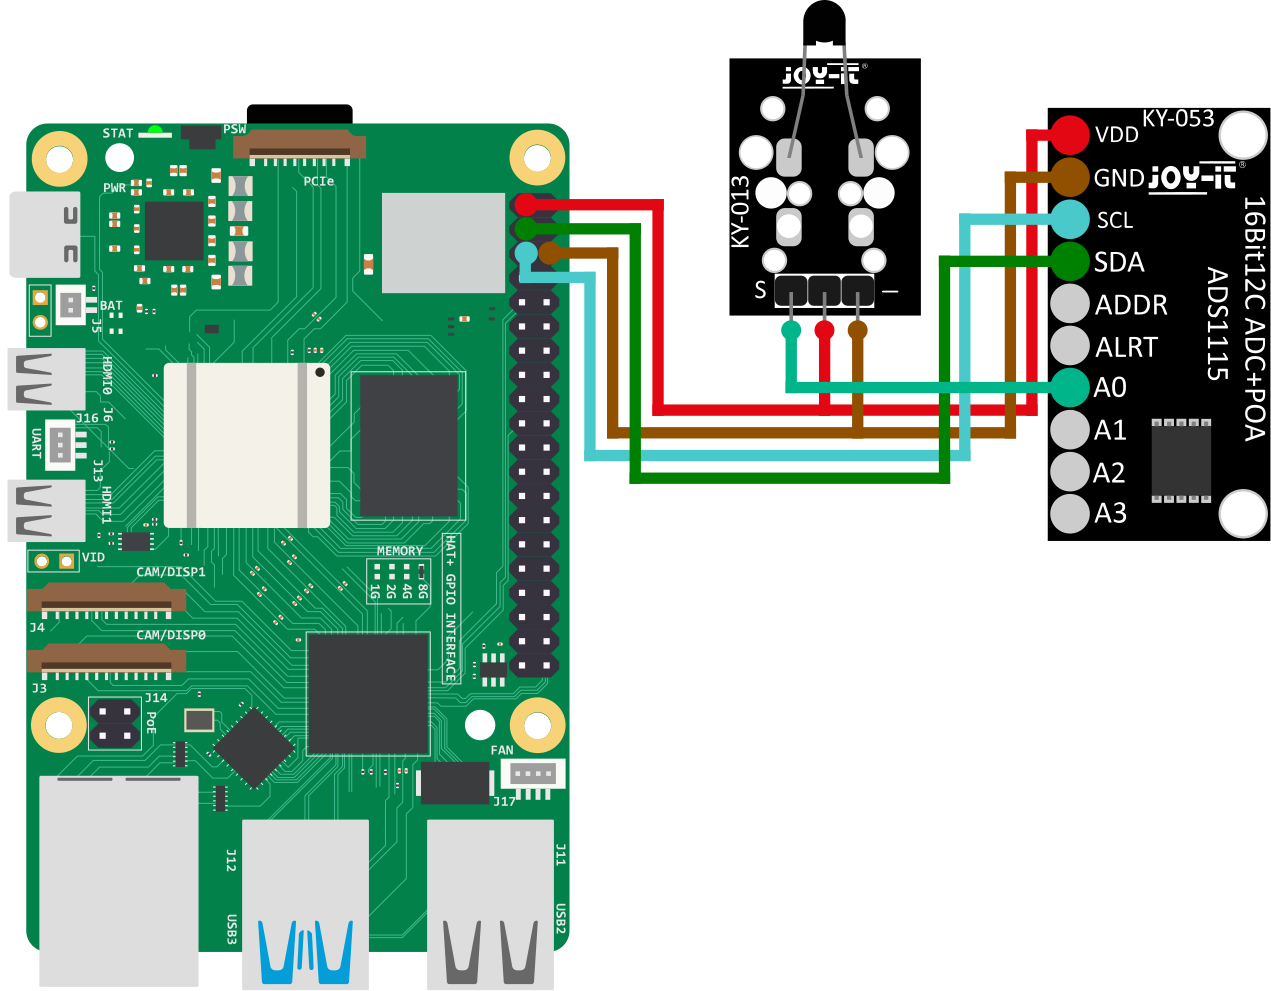 STAT
PSW
PCIe
PWR
BAT
J5
HDMI0
J6
J16
UART
J13
HDMI1
VID
CAM/DISP1
J4
CAM/DISP0
J3
J14
PoE
MEMORY
1G
2G
4G
8G
HAT+ GPIO INTERFACE
FAN
J17
J12
USB3
J11
USB2
JOY-IT®
KY-013
S
–
KY-053
JOY-IT®
VDD
GND
SCL
SDA
ADDR
ALRT
A0
A1
A2
A3
16Bit12C ADC+POA
ADS1115